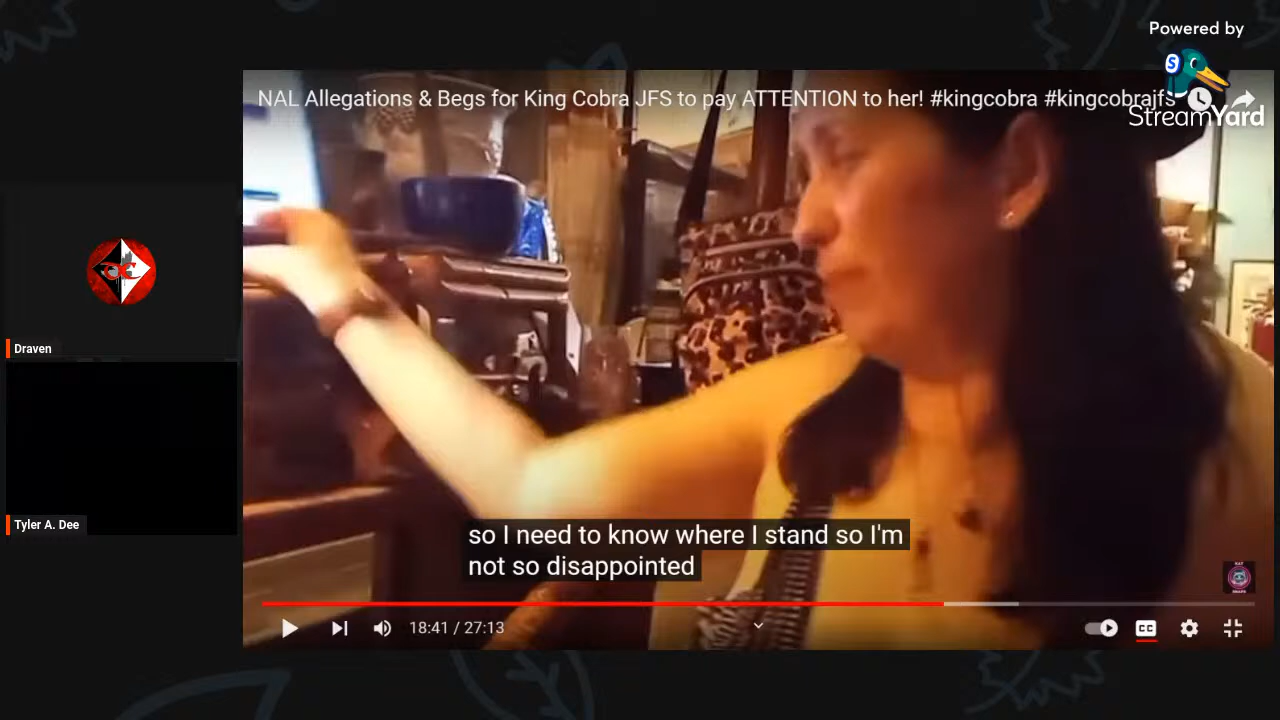 Powered by
StreamYard
NAL Allegations & Begs for King Cobra JFS to pay ATTENTION to her! #kingcobra #kingcobrajfs
Draven
Tyler A. Dee
so I need to know where I stand so I'm
not so disappointed
18:41 / 27:13
CC